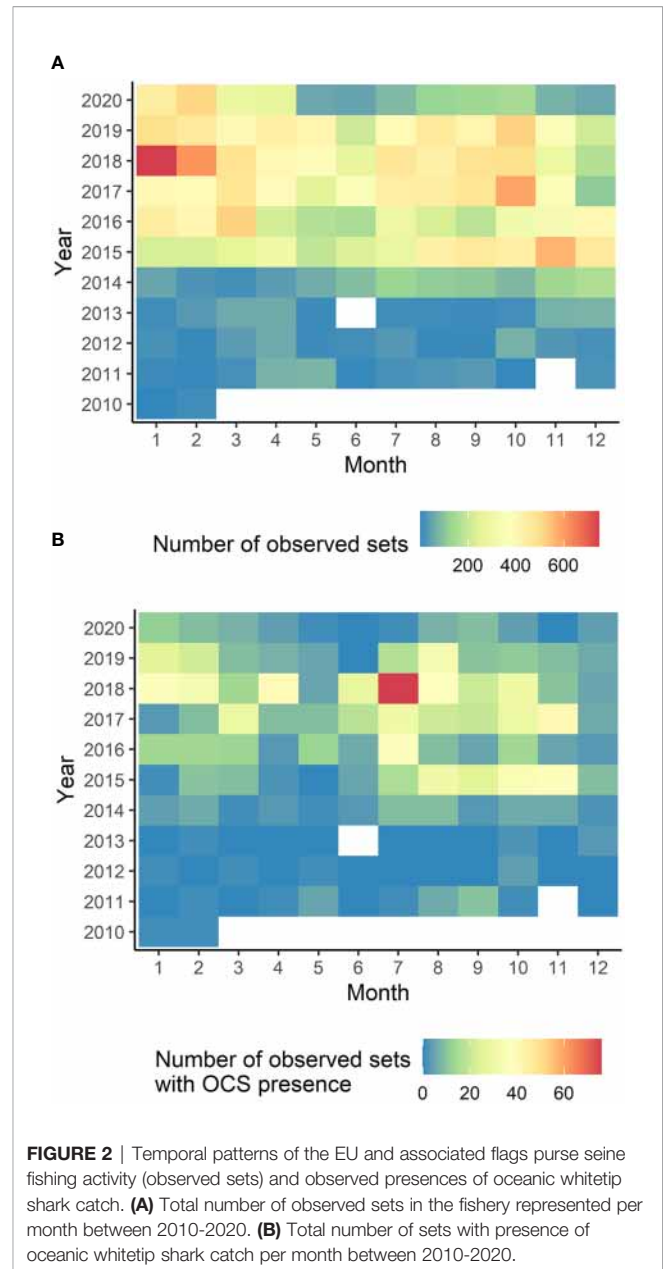 A
2020
2019
2018
2017
2016
2015
2014
2013
2012
2011
2010
Year
1 2 3 4 5 6 7 8 9 10 11 12
Month
Number of observed sets
200 400 600
B
2020
2019
2018
2017
2016
2015
2014
2013
2012
2011
2010
Year
1 2 3 4 5 6 7 8 9 10 11 12
Month
Number of observed sets
with OCS presence
0 20 40 60
FIGURE 2 | Temporal patterns of the EU and associated flags purse seine
fishing activity (observed sets) and observed presences of oceanic whitetip
shark catch. (A) Total number of observed sets in the fishery represented per
month between 2010-2020. (B) Total number of sets with presence of
oceanic whitetip shark catch per month between 2010-2020.